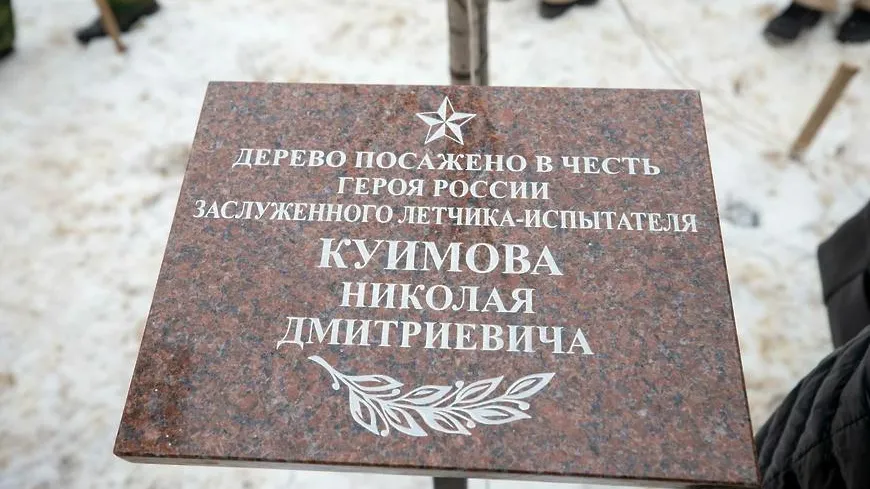 ДЕРЕВО ПОСАЖЕНО В ЧЕСТЬ
ГЕРОЯ РОССИИ
ЗАСЛУЖЕННОГО ЛЕТЧИКА-ИСПЫТАТЕЛЯ
КУИМОВА
НИКОЛАЯ
ДМИТРИЕВИЧА